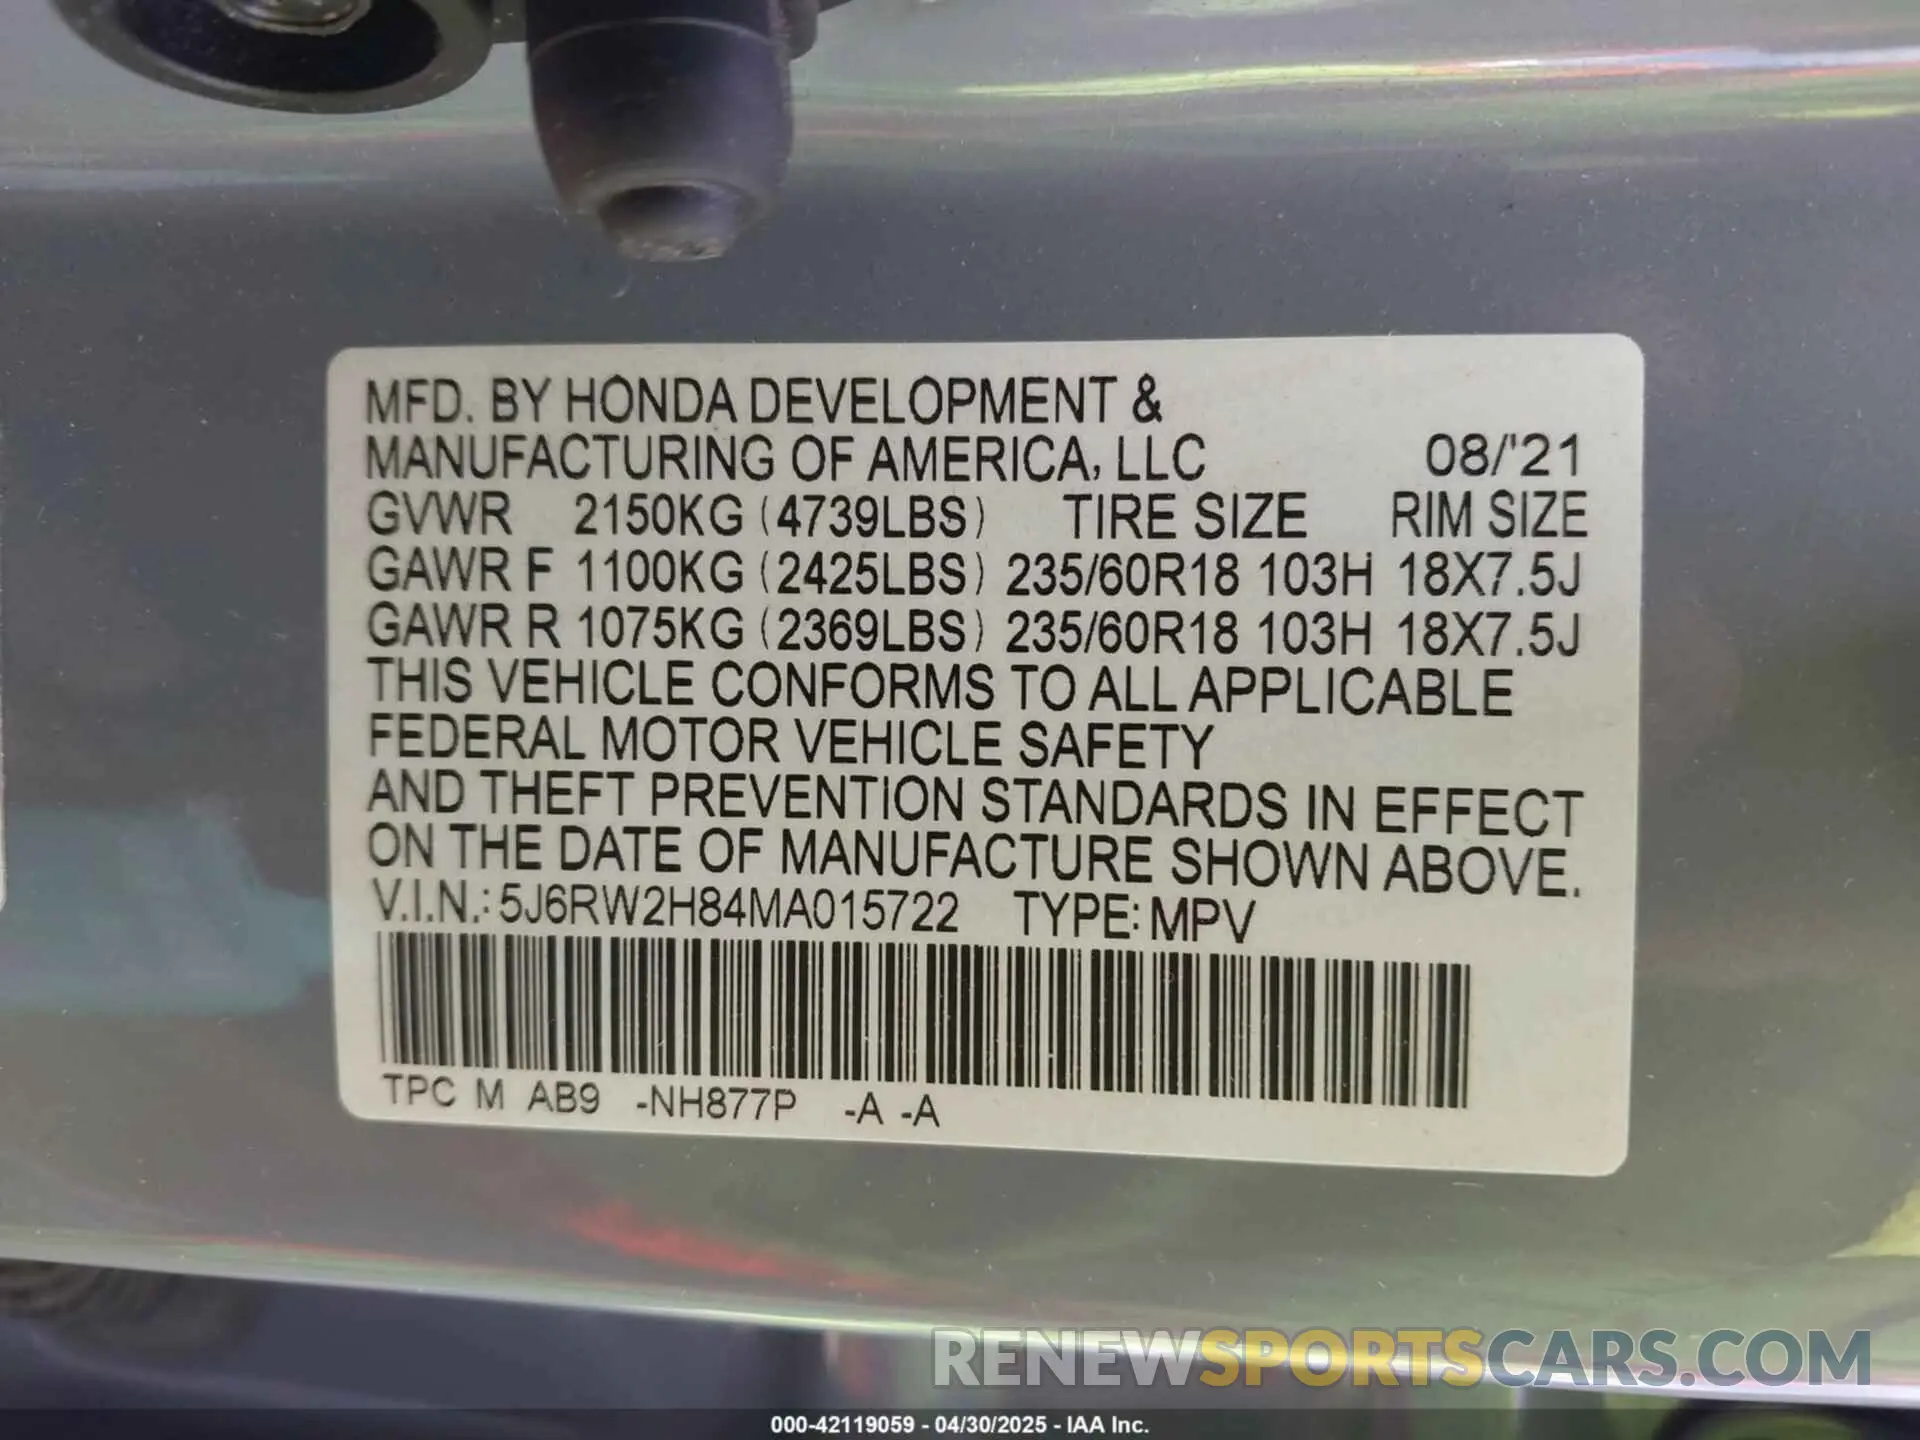 MFD. BY HONDA DEVELOPMENT &
MANUFACTURING OF AMERICA, LLC 08/'21
GVWR 2150KG (4739LBS) TIRE SIZE RIM SIZE
GAWR F 1100KG (2425LBS) 235/60R18 103H 18X7.5J
GAWR R 1075KG (2369LBS) 235/60R18 103H 18X7.5J
THIS VEHICLE CONFORMS TO ALL APPLICABLE
FEDERAL MOTOR VEHICLE SAFETY
AND THEFT PREVENTION STANDARDS IN EFFECT
ON THE DATE OF MANUFACTURE SHOWN ABOVE.
V.I.N.: 5J6RW2H84MA015722 TYPE: MPV
TPC M AB9 -NH877P -A -A
RENEWSPORTSCARS.COM
000-42119059 - 04/30/2025 - IAA Inc.